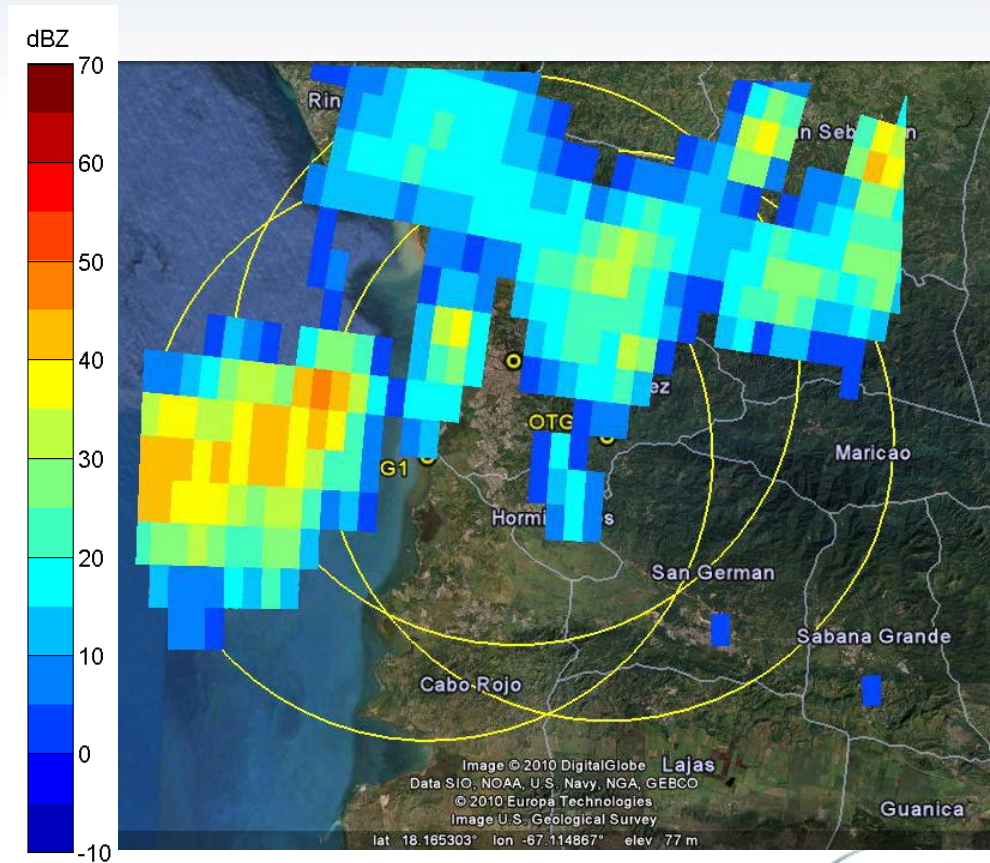 dBZ
70
60
50
40
30
20
10
0
-10
Rin
n Seb n
ez
OTG
Maricao
G1
Hormi s
San German
Sabana Grande
Cabo Rojo
Lajas
Image © 2010 DigitalGlobe
Data SIO, NOAA, U.S. Navy, NGA, GEBCO
© 2010 Europa Technologies
Image U.S. Geological Survey
Guanica
lat 18.165303° lon -67.114867° elev 77 m